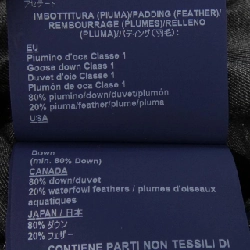 IMBOTTITURA (PIUMA)/PADDING (FEATHER)/
REMBOURRAGE (PLUMES)/RELLENO
(PLUMA)/パディング(羽毛):
EU
Piumino d'oca Classe 1
Goose down Class 1
Duvet d'oie Classe 1
Plumón de oca Class 1
80% piumino/down/duvet/plumón
20% piuma/feather/plume/pluma
USA
Down
(min. 80% Down)
CANADA
80% down/duvet
20% waterfowl feathers / plumes d'oiseaux
aquatiques
JAPAN / 日本
80% ダウン
20% フェザー
CONTIENE PARTI NON TESSILI DI